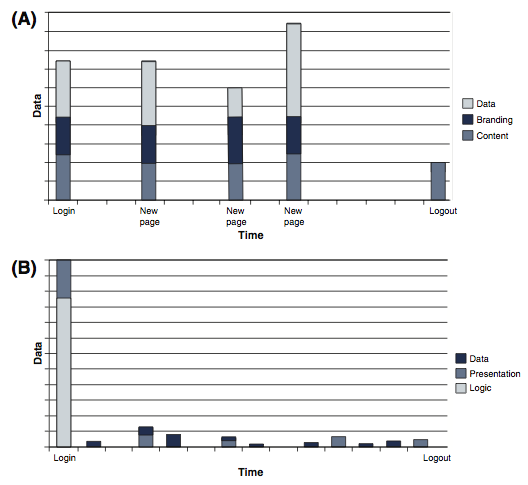 (A)
Data
Data
Branding
Content
Login
New
page
New
page
New
page
Logout
Time
(B)
Data
Data
Presentation
Logic
Login
Logout
Time